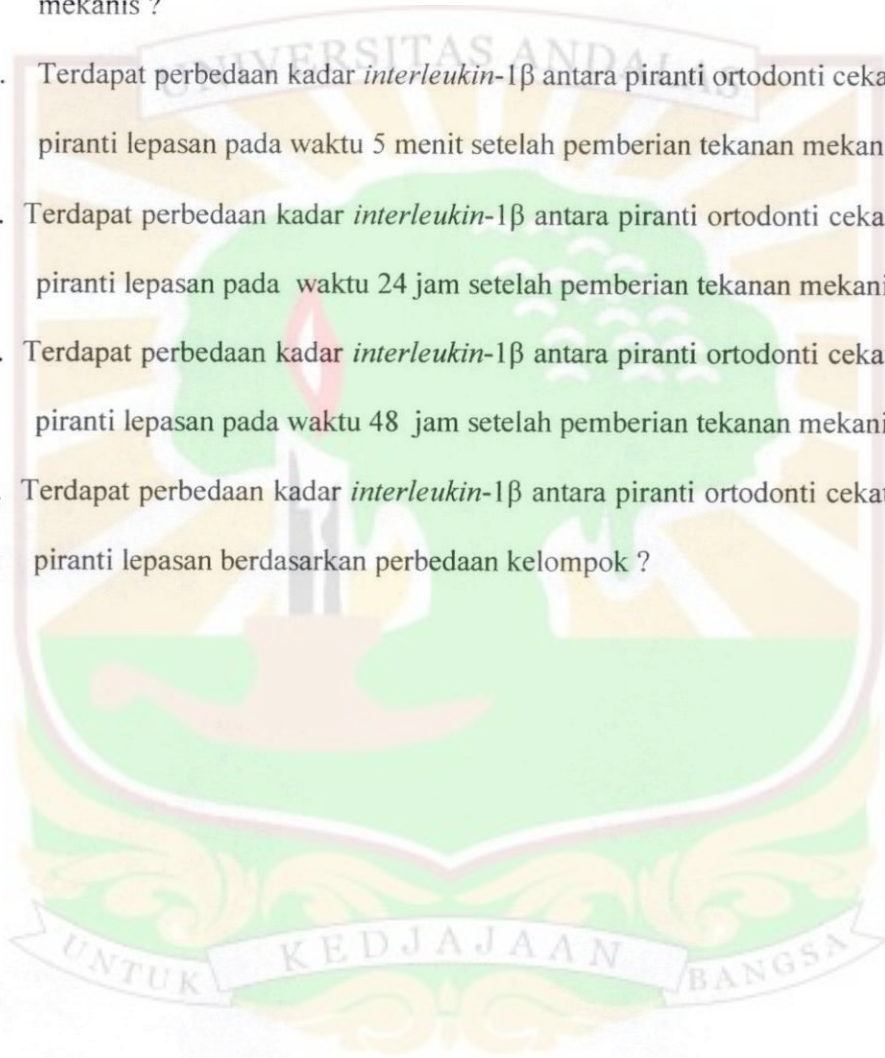 mekanis ?
UNIVERSITAS ANDALAS
. Terdapat perbedaan kadar interleukin-1β antara piranti ortodonti ceka
piranti lepasan pada waktu 5 menit setelah pemberian tekanan mekan
. Terdapat perbedaan kadar interleukin-1β antara piranti ortodonti ceka
piranti lepasan pada waktu 24 jam setelah pemberian tekanan mekani
. Terdapat perbedaan kadar interleukin-1β antara piranti ortodonti ceka
piranti lepasan pada waktu 48 jam setelah pemberian tekanan mekani
Terdapat perbedaan kadar interleukin-1β antara piranti ortodonti ceka
piranti lepasan berdasarkan perbedaan kelompok ?
UNTUK KEDJAJAAN BANGSA